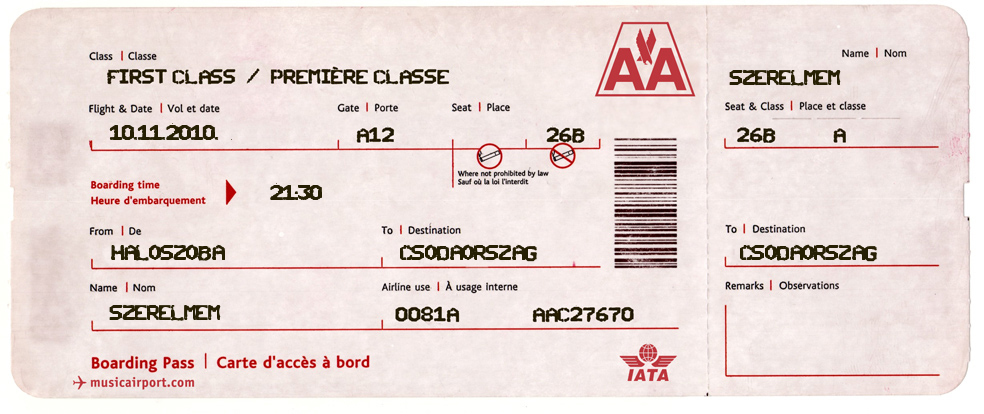 Class | Classe
FIRST CLASS / PREMIÈRE CLASSE
Flight & Date | Vol et date
Gate | Porte
Seat | Place
10.11.2010.
A12
26B
Where not prohibited by law
Sauf où la loi l'interdit
Boarding time
Heure d'embarquement
21:30
From | De
To | Destination
HALOSZOBA
CSODAORSZAG
Name | Nom
Airline use | À usage interne
SZERELMEM
0081A
AAC27670
Boarding Pass | Carte d'accès à bord
musicairport.com
AA
IATA
Name | Nom
SZERELMEM
Seat & Class | Place et classe
26B
A
To | Destination
CSODAORSZAG
Remarks | Observations